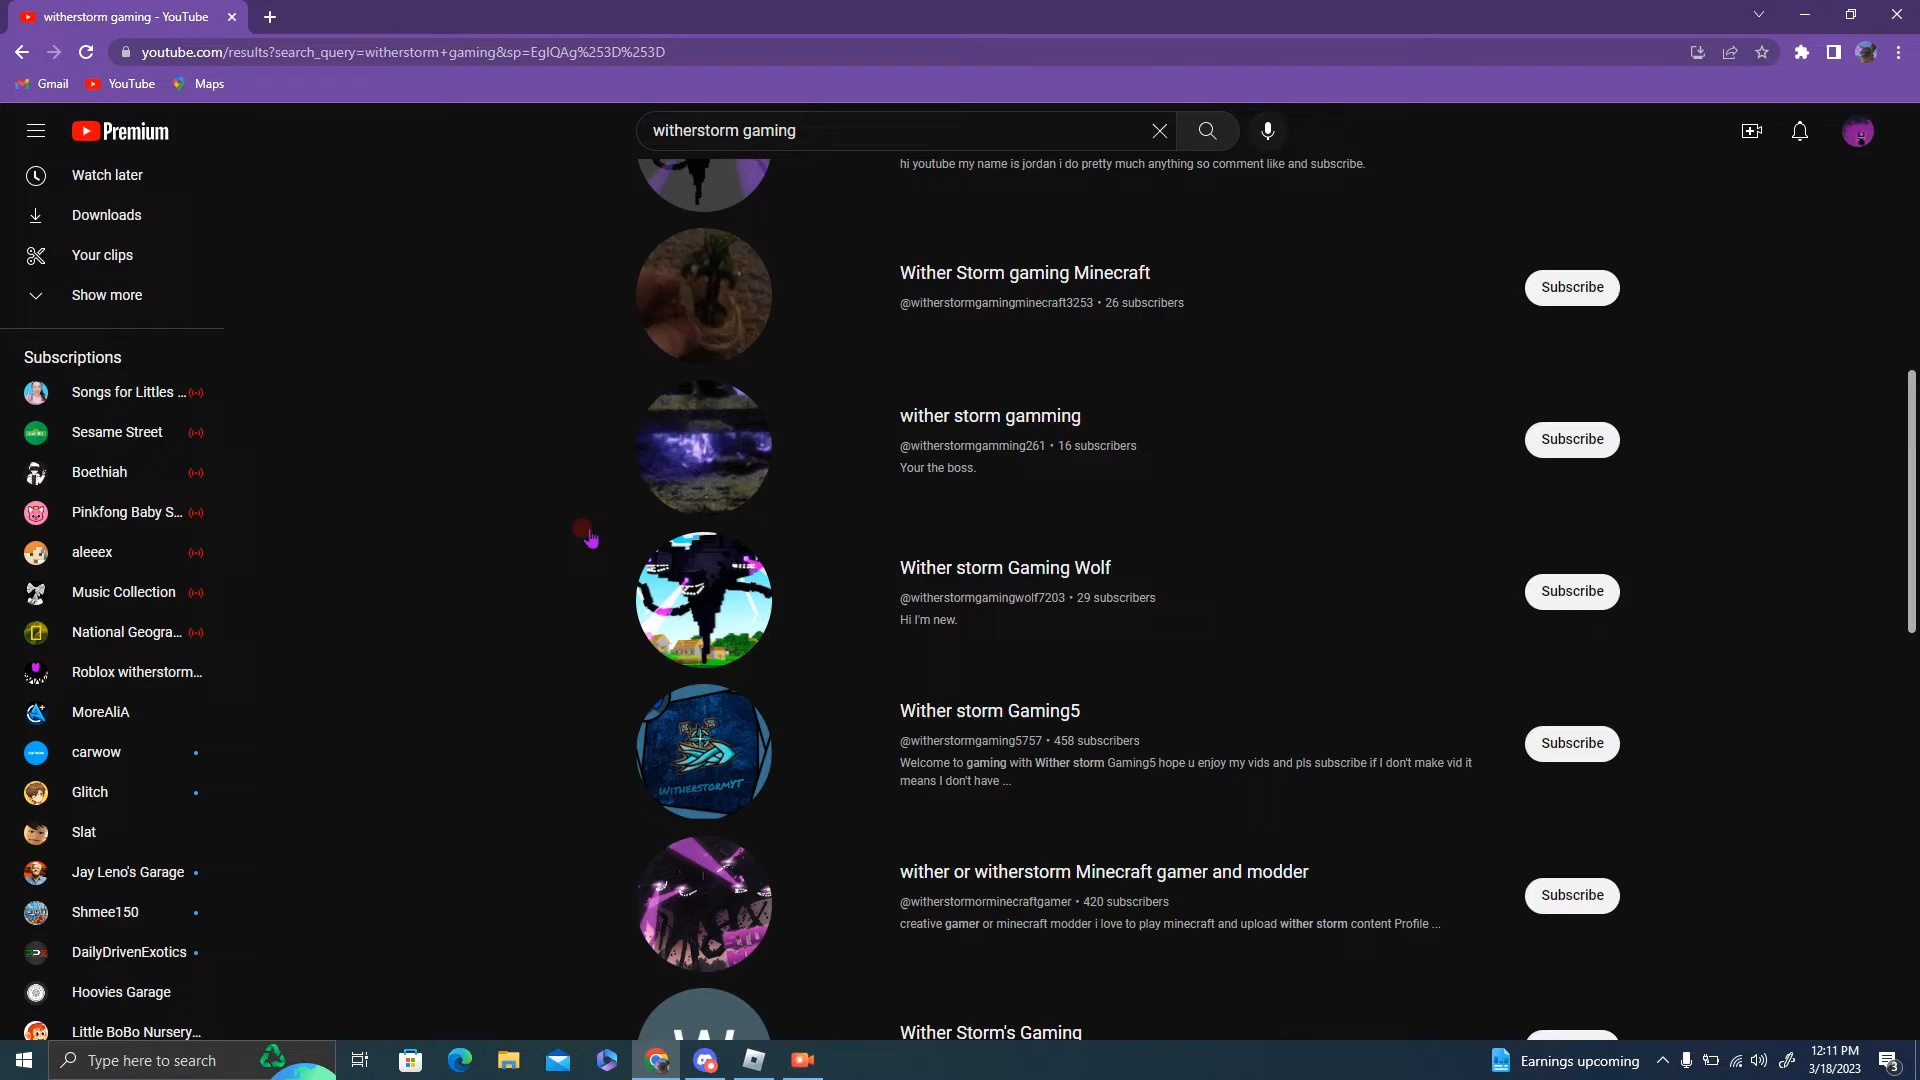 witherstorm gaming - YouTube
youtube.com/results?search_query=witherstorm+gaming&sp=EgIQAg%253D%253D
Gmail YouTube Maps
Premium
witherstorm gaming
Watch later
Downloads
Your clips
Show more
Subscriptions
Songs for Littles ...
Sesame Street
Boethiah
Pinkfong Baby S...
aleeex
Music Collection
National Geogra...
Roblox witherstorm...
MoreAliA
carwow
Glitch
Slat
Jay Leno's Garage
Shmee150
DailyDrivenExotics
Hoovies Garage
Little BoBo Nursery...
hi youtube my name is jordan i do pretty much anything so comment like and subscribe.
Wither Storm gaming Minecraft
@witherstormgamingminecraft3253 • 26 subscribers
Subscribe
wither storm gamming
@witherstormgamming261 • 16 subscribers
Your the boss.
Subscribe
Wither storm Gaming Wolf
@witherstormgamingwolf7203 • 29 subscribers
Hi I'm new.
Subscribe
WITHERSTORMYT
Wither storm Gaming5
@witherstormgaming5757 • 458 subscribers
Welcome to gaming with Wither storm Gaming5 hope u enjoy my vids and pls subscribe if I don't make vid it
means I don't have ...
Subscribe
wither or witherstorm Minecraft gamer and modder
@witherstormorminecraftgamer • 420 subscribers
creative gamer or minecraft modder i love to play minecraft and upload wither storm content Profile ...
Subscribe
W
Wither Storm's Gaming
Type here to search
Earnings upcoming
12:11 PM
3/18/2023
3